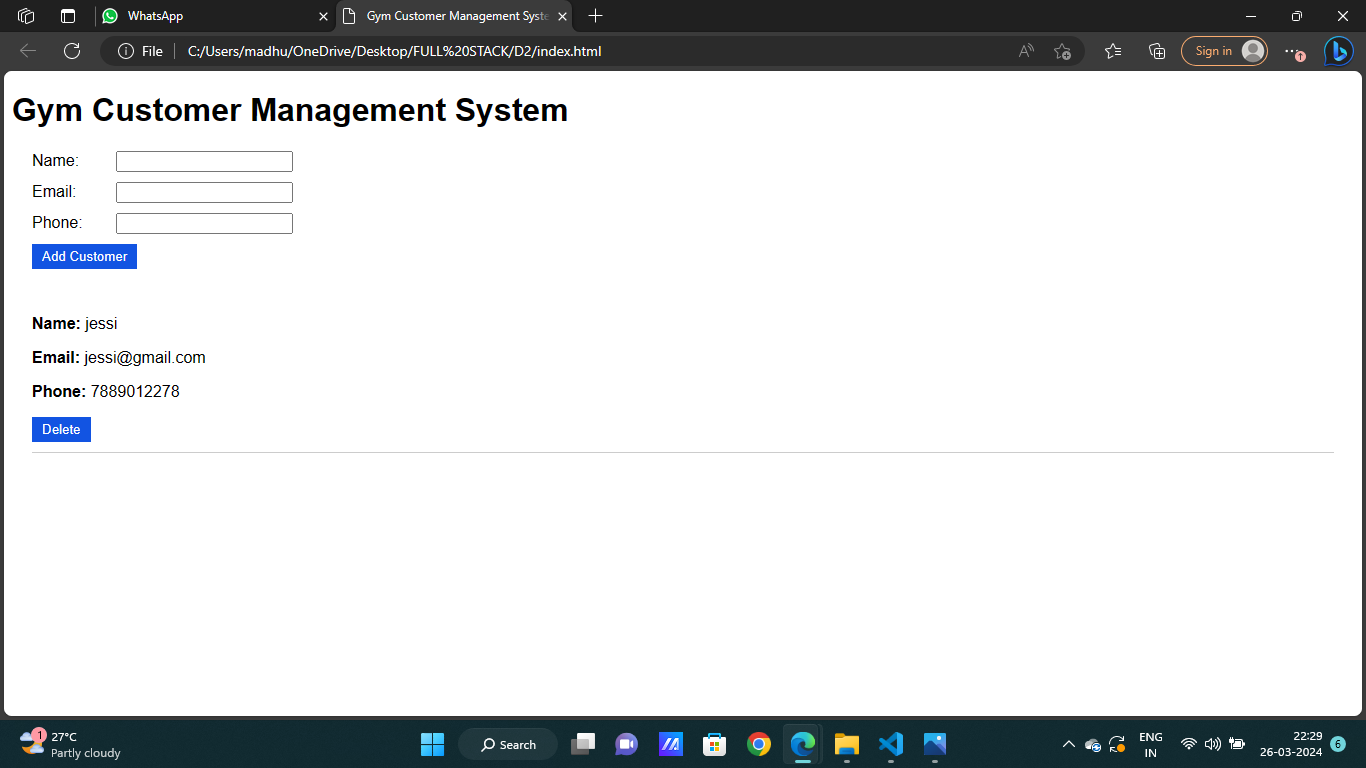 WhatsApp
Gym Customer Management Syste
File
C:/Users/madhu/OneDrive/Desktop/FULL%20STACK/D2/index.html
Sign in
1
Gym Customer Management System
Name:
Email:
Phone:
Add Customer
Name: jessi
Email: jessi@gmail.com
Phone: 7889012278
Delete
1
27°C
Partly cloudy
Search
ENG
IN
22:29
26-03-2024
6